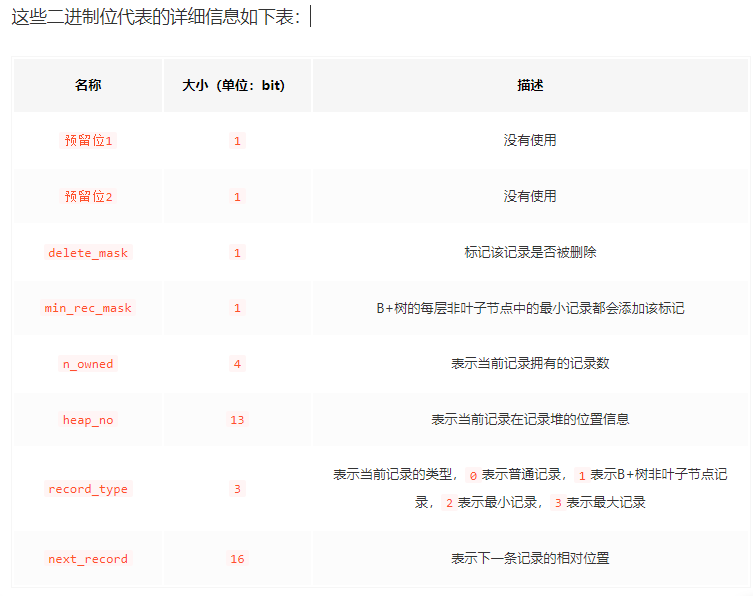 这些二进制位代表的详细信息如下表：
名称 大小（单位：bit） 描述
预留位1 1 没有使用
预留位2 1 没有使用
delete_mask 1 标记该记录是否被删除
min_rec_mask 1 B+树的每层非叶子节点中的最小记录都会添加该标记
n_owned 4 表示当前记录拥有的记录数
heap_no 13 表示当前记录在记录堆的位置信息
record_type 3 表示当前记录的类型，0 表示普通记录，1 表示B+树非叶子节点记
录，2 表示最小记录，3 表示最大记录
next_record 16 表示下一条记录的相对位置